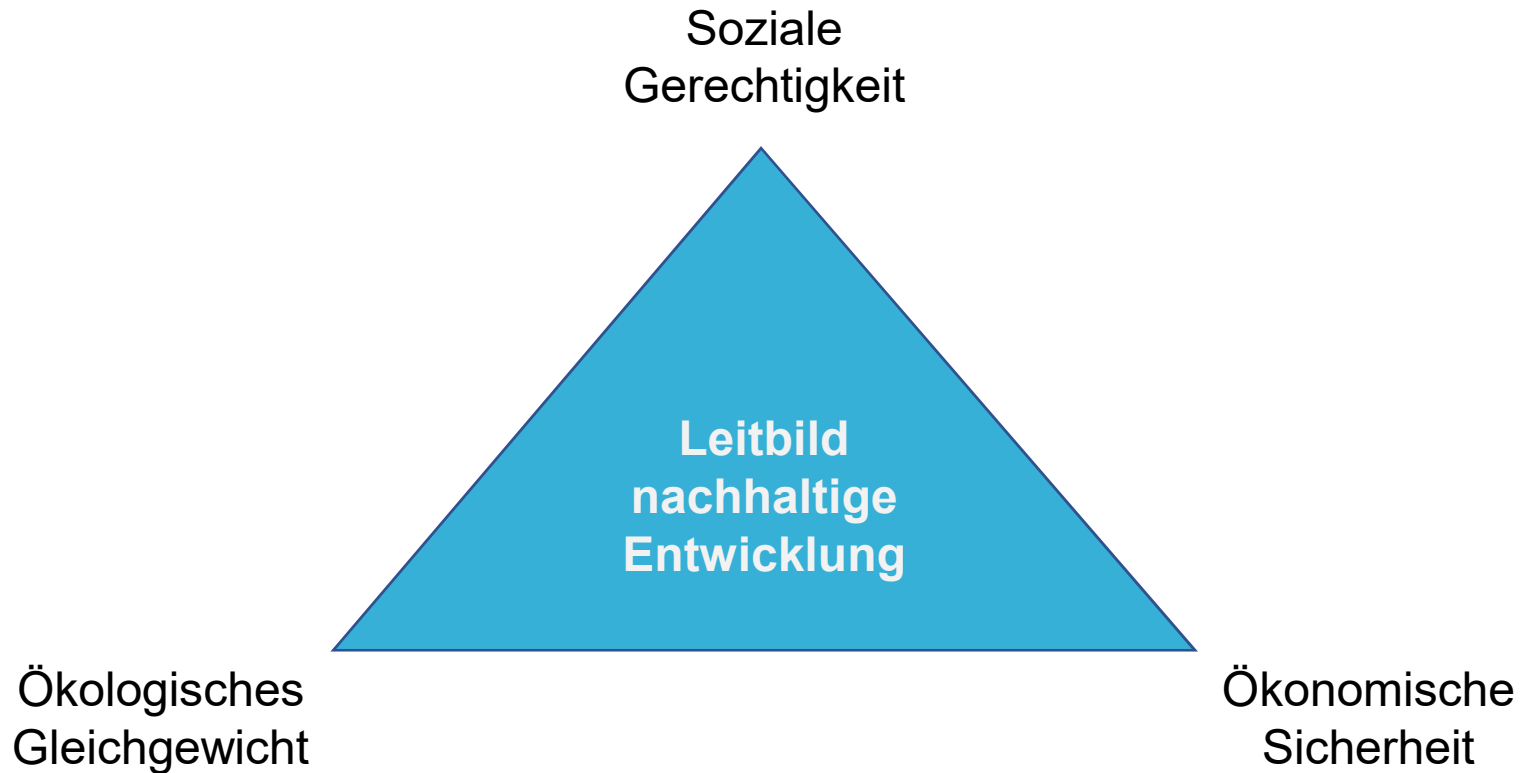 Soziale
Gerechtigkeit
Leitbild
nachhaltige
Entwicklung
Ökologisches
Gleichgewicht
Ökonomische
Sicherheit